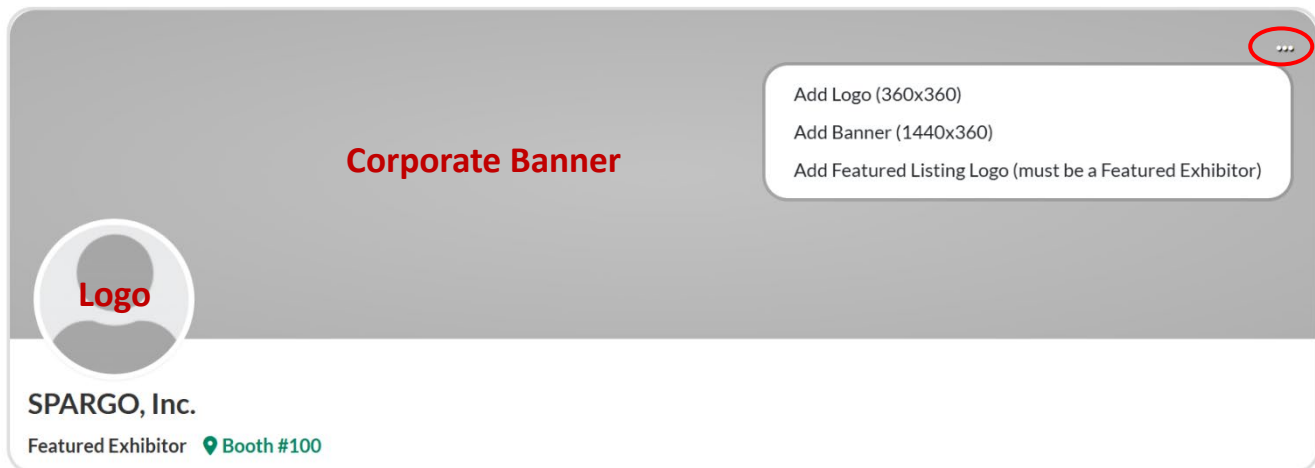 ...
Add Logo (360x360)
Add Banner (1440x360)
Add Featured Listing Logo (must be a Featured Exhibitor)
Corporate Banner
Logo
SPARGO, Inc.
Featured Exhibitor Booth #100